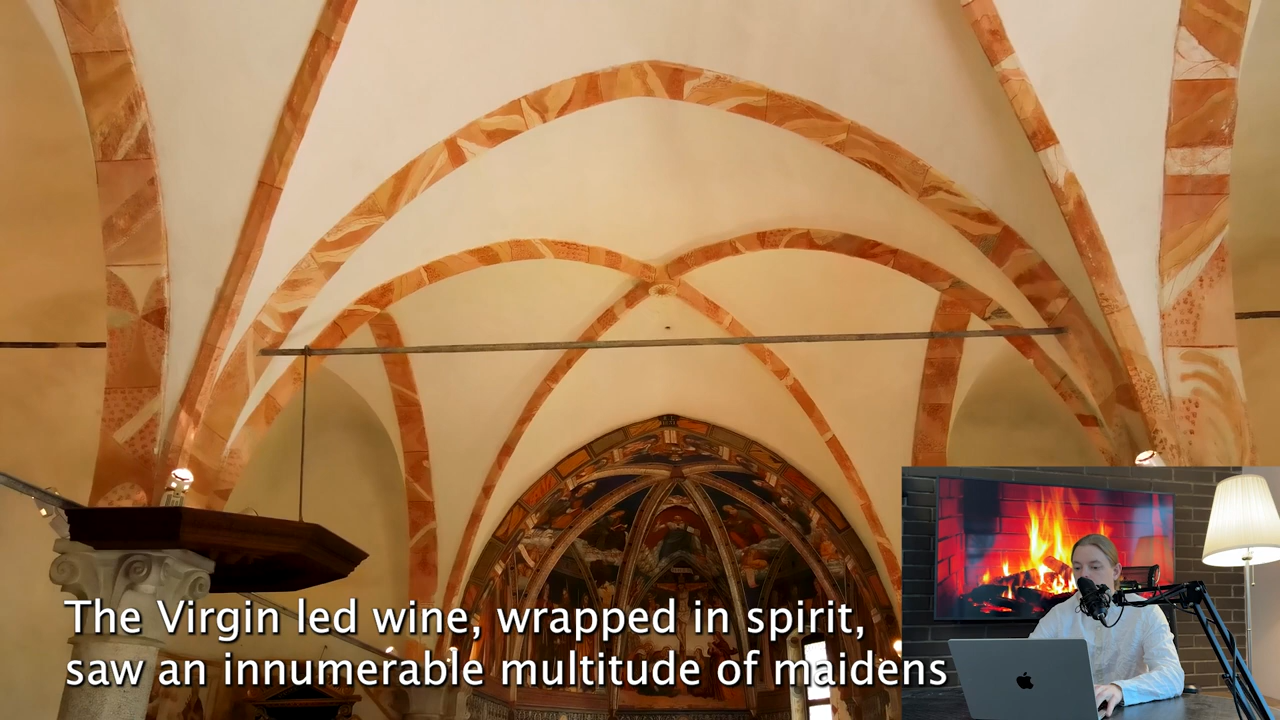 The Virgin led wine, wrapped in spirit,
saw an innumerable multitude of maidens